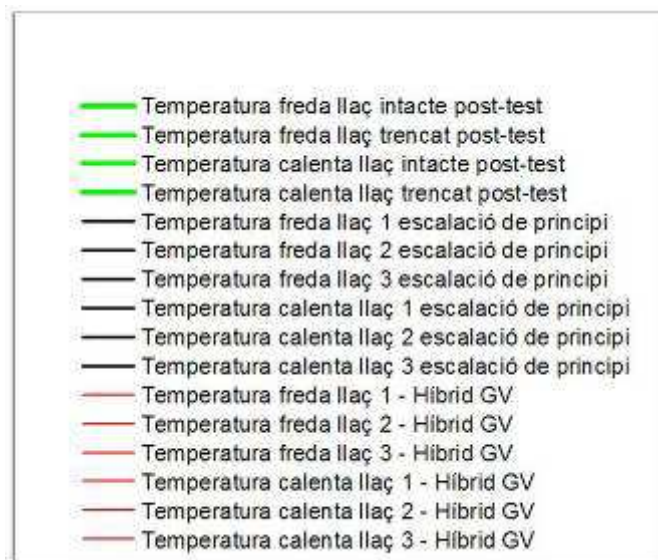 Temperatura freda llaç intacte post-test
Temperatura freda llaç trencat post-test
Temperatura calenta llaç intacte post-test
Temperatura calenta llaç trencat post-test
Temperatura freda llaç 1 escalació de principi
Temperatura freda llaç 2 escalació de principi
Temperatura freda llaç 3 escalació de principi
Temperatura calenta llaç 1 escalació de principi
Temperatura calenta llaç 2 escalació de principi
Temperatura calenta llaç 3 escalació de principi
Temperatura freda llaç 1 - Híbrid GV
Temperatura freda llaç 2 - Híbrid GV
Temperatura freda llaç 3 - Híbrid GV
Temperatura calenta llaç 1 - Híbrid GV
Temperatura calenta llaç 2 - Híbrid GV
Temperatura calenta llaç 3 - Híbrid GV